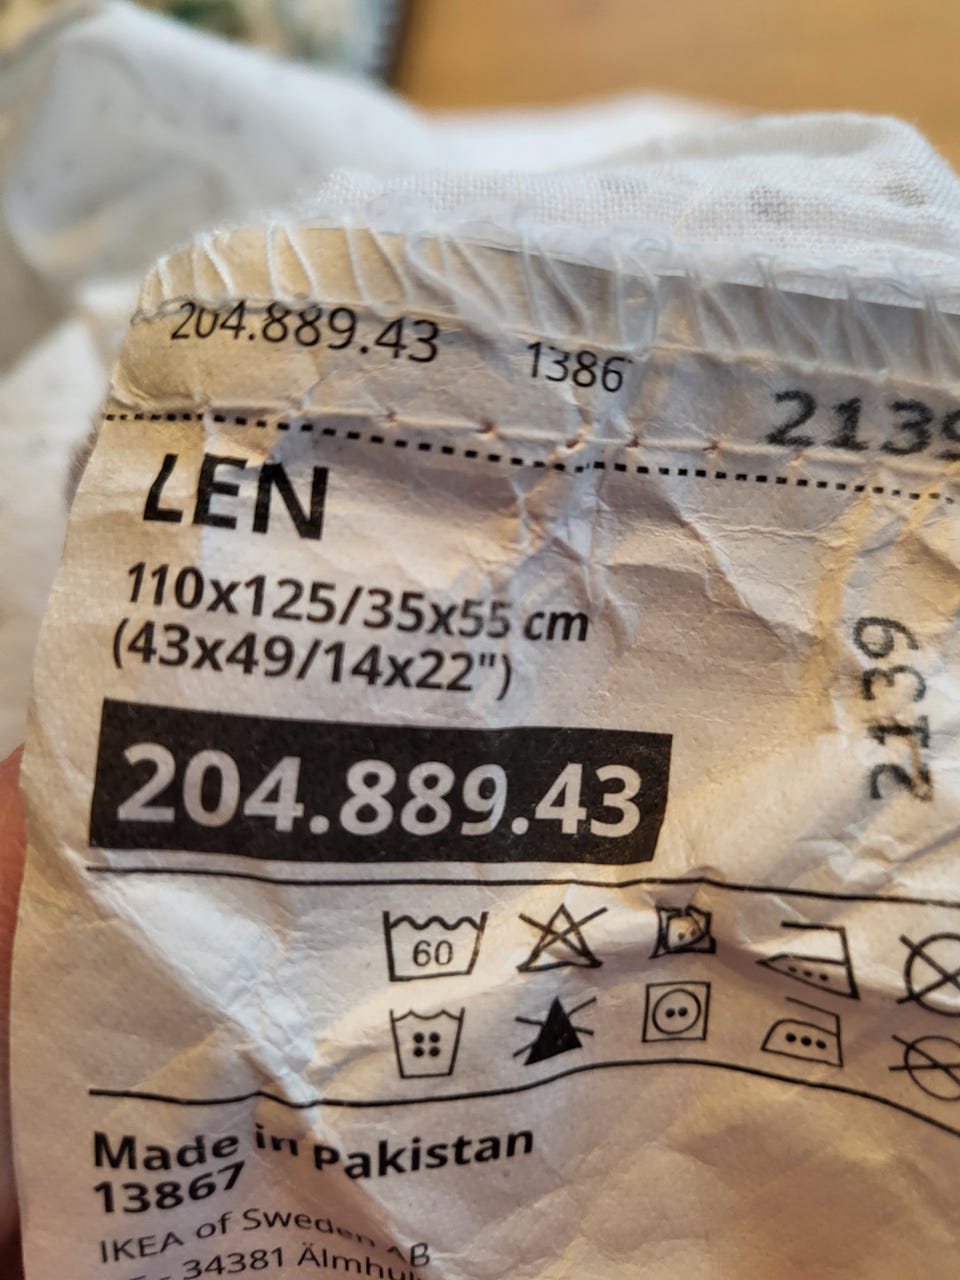 204.889.43 1386
2139
LEN
110x125/35x55 cm
(43x49/14x22")
2139
204.889.43
60
Made in Pakistan
13867
IKEA of Sweden AB
- 34381 Älmhu